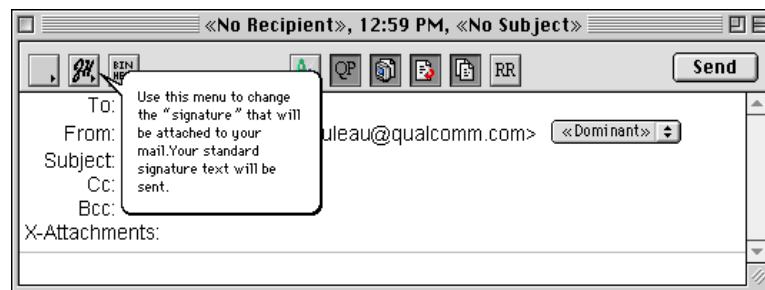 «No Recipient», 12:59 PM, «No Subject»
BIN
QP RR Send
Use this menu to change
the "signature" that will
be attached to your
mail.Your standard
signature text will be
sent.
To:
From: uleau@qualcomm.com> «Dominant»
Subject:
Cc:
Bcc:
X-Attachments: